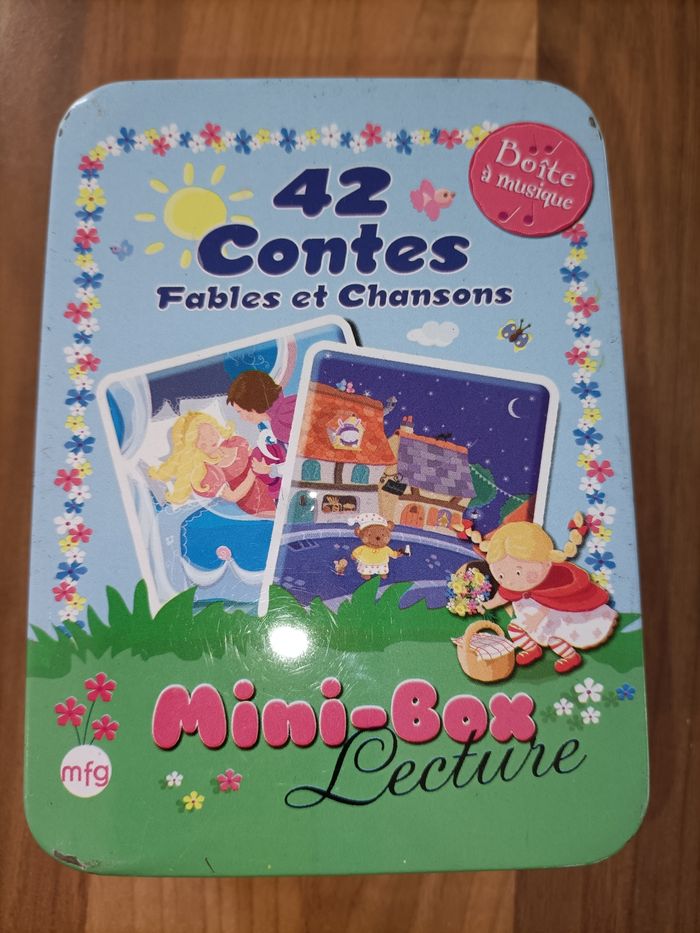 Boîte
à musique
42
Contes
Fables et Chansons
Mini-Box
Lecture
mfg